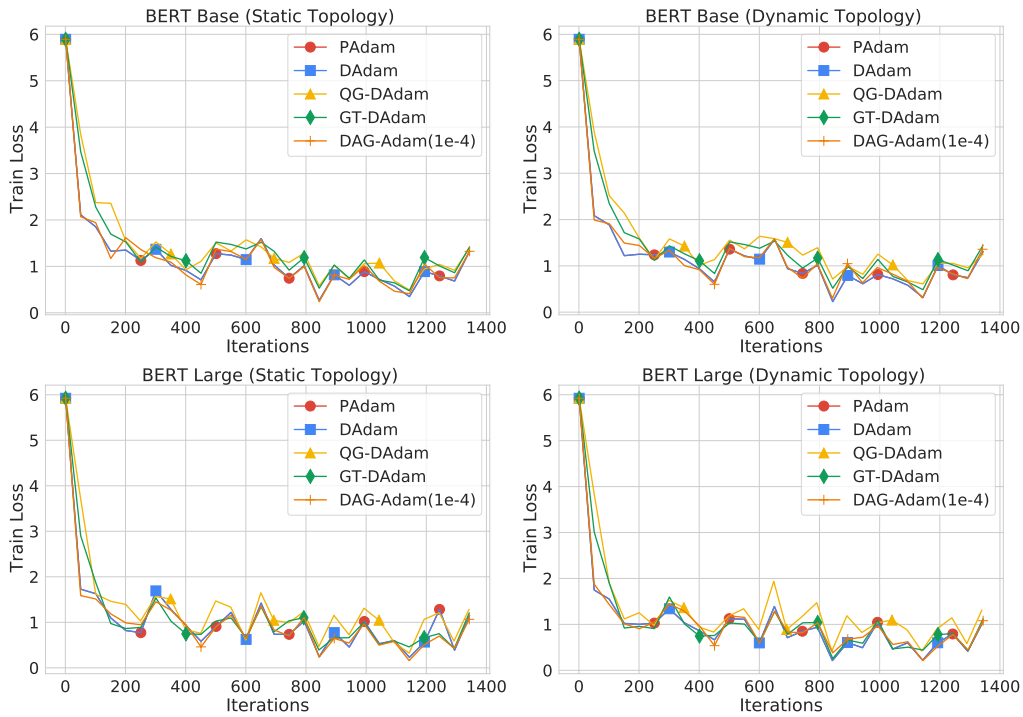 BERT Base (Static Topology)
6
5
4
3
2
1
0
Train Loss
0 200 400 600 800 1000 1200 1400
Iterations
PAdam
DAdam
QG-DAdam
GT-DAdam
DAG-Adam(1e-4)
BERT Base (Dynamic Topology)
6
5
4
3
2
1
0
Train Loss
0 200 400 600 800 1000 1200 1400
Iterations
PAdam
DAdam
QG-DAdam
GT-DAdam
DAG-Adam(1e-4)
BERT Large (Static Topology)
6
5
4
3
2
1
0
Train Loss
0 200 400 600 800 1000 1200 1400
Iterations
PAdam
DAdam
QG-DAdam
GT-DAdam
DAG-Adam(1e-4)
BERT Large (Dynamic Topology)
6
5
4
3
2
1
0
Train Loss
0 200 400 600 800 1000 1200 1400
Iterations
PAdam
DAdam
QG-DAdam
GT-DAdam
DAG-Adam(1e-4)